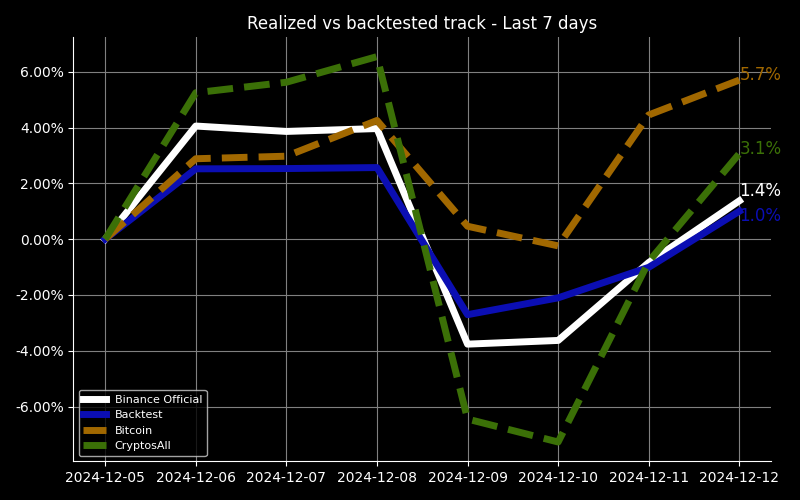 Realized vs backtested track - Last 7 days
6.00%
4.00%
2.00%
0.00%
-2.00%
-4.00%
-6.00%
5.7%
3.1%
1.4%
1.0%
Binance Official
Backtest
Bitcoin
CryptosAll
2024-12-05 2024-12-06 2024-12-07 2024-12-08 2024-12-09 2024-12-10 2024-12-11 2024-12-12